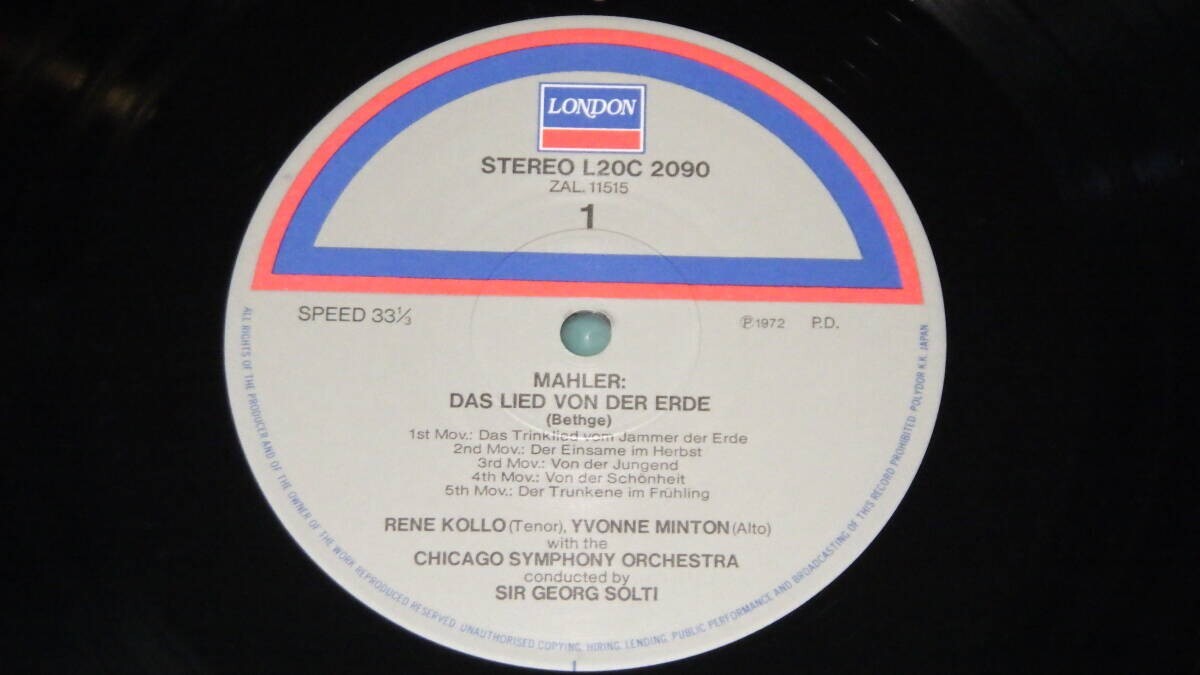 LONDON
STEREO L20C 2090
ZAL. 11515
1
SPEED 33⅓
℗1972 P.D.
MAHLER:
DAS LIED VON DER ERDE
(Bethge)
1st Mov.: Das Trinklied vom Jammer der Erde
2nd Mov.: Der Einsame im Herbst
3rd Mov.: Von der Jungend
4th Mov.: Von der Schönheit
5th Mov.: Der Trunkene im Frühling
RENE KOLLO (Tenor), YVONNE MINTON (Alto)
with the
CHICAGO SYMPHONY ORCHESTRA
conducted by
SIR GEORG SOLTI
ALL RIGHTS OF THE PRODUCER AND OF THE OWNER OF THE WORK REPRODUCED RESERVED. UNAUTHORISED COPYING, HIRING, LENDING, PUBLIC PERFORMANCE AND BROADCASTING OF THIS RECORD PROHIBITED. POLYDOR K.K. JAPAN.